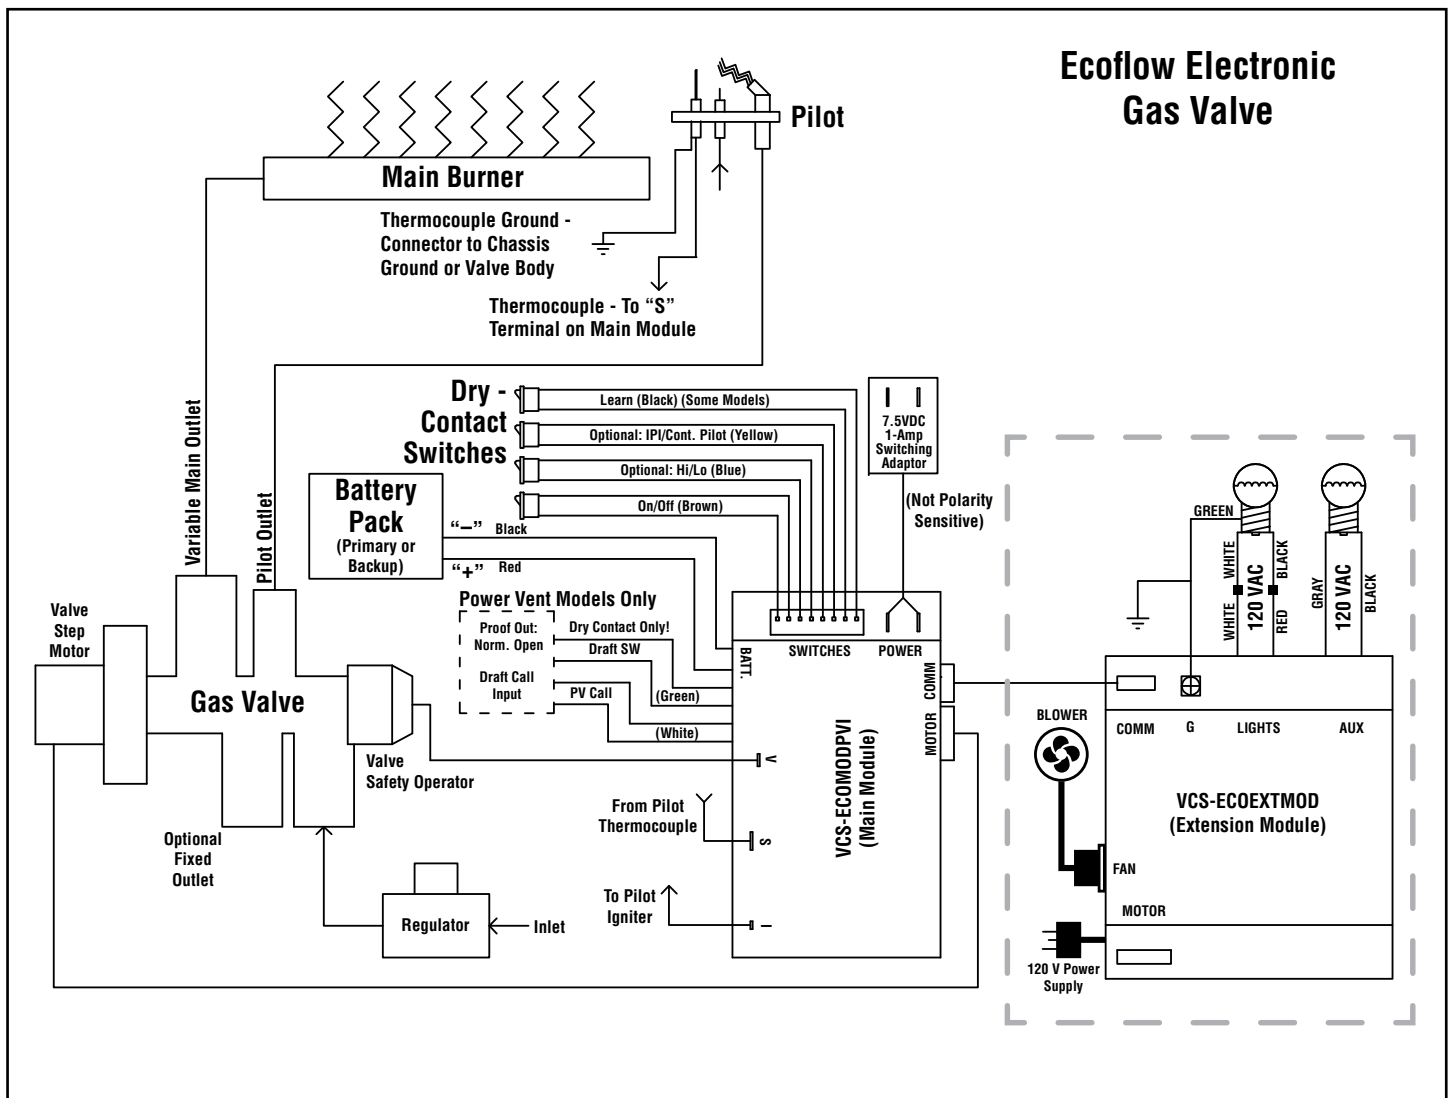 Ecoflow Electronic
Gas Valve
Pilot
Main Burner
Thermocouple Ground -
Connector to Chassis
Ground or Valve Body
Thermocouple - To “S”
Terminal on Main Module
Variable Main Outlet
Pilot Outlet
Dry -
Contact
Switches
Learn (Black) (Some Models)
Optional: IPI/Cont. Pilot (Yellow)
Optional: Hi/Lo (Blue)
On/Off (Brown)
7.5VDC
1-Amp
Switching
Adaptor
(Not Polarity
Sensitive)
Battery
Pack
(Primary or
Backup)
“–” Black
“+” Red
Power Vent Models Only
Proof Out:
Norm. Open
Draft Call
Input
Dry Contact Only!
Draft SW
(Green)
PV Call
(White)
Valve
Step
Motor
Gas Valve
Valve
Safety Operator
Optional
Fixed
Outlet
Regulator
Inlet
From Pilot
Thermocouple
To Pilot
Igniter
SWITCHES
POWER
BATT.
COMM
MOTOR
V
S
I
VCS-ECOMODPVI
(Main Module)
GREEN
WHITE
WHITE
120 VAC
BLACK
RED
GRAY
120 VAC
BLACK
BLOWER
COMM
G
LIGHTS
AUX
VCS-ECOEXTMOD
(Extension Module)
FAN
MOTOR
120 V Power
Supply